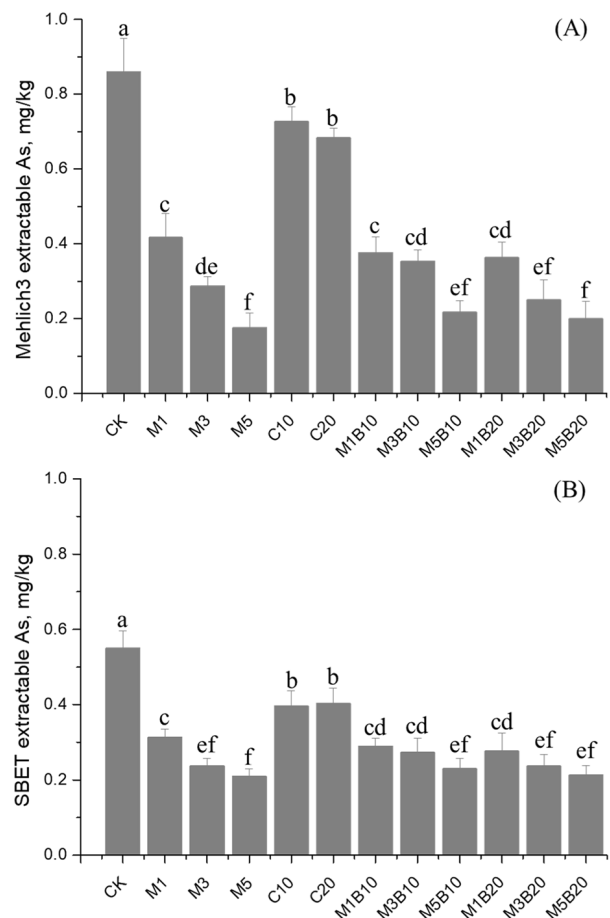 (A)
Mehlich3 extractable As, mg/kg
1.0
0.8
0.6
0.4
0.2
0.0
a
c
de
f
b
b
c
cd
ef
cd
ef
f
CK
M1
M3
M5
C10
C20
M1B10
M3B10
M5B10
M1B20
M3B20
M5B20
(B)
SBET extractable As, mg/kg
1.0
0.8
0.6
0.4
0.2
0.0
a
c
ef
f
b
b
cd
cd
ef
cd
ef
ef
CK
M1
M3
M5
C10
C20
M1B10
M3B10
M5B10
M1B20
M3B20
M5B20